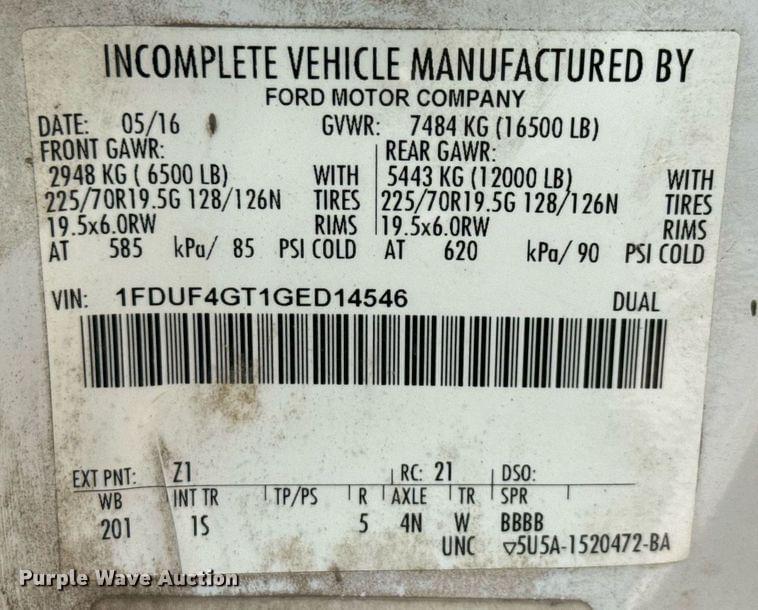 INCOMPLETE VEHICLE MANUFACTURED BY
FORD MOTOR COMPANY
DATE: 05/16 GVWR: 7484 KG (16500 LB)
FRONT GAWR: REAR GAWR:
2948 KG ( 6500 LB) WITH 5443 KG (12000 LB) WITH
225/70R19.5G 128/126N TIRES 225/70R19.5G 128/126N TIRES
19.5x6.0RW RIMS 19.5x6.0RW RIMS
AT 585 kPa/ 85 PSI COLD AT 620 kPa/ 90 PSI COLD
VIN: 1FDUF4GT1GED14546 DUAL
EXT PNT: Z1 RC: 21 DSO:
WB INT TR TP/PS R AXLE TR SPR
201 1S 5 4N W BBBB
UNC ▽5U5A-1520472-BA
Purple Wave Auction